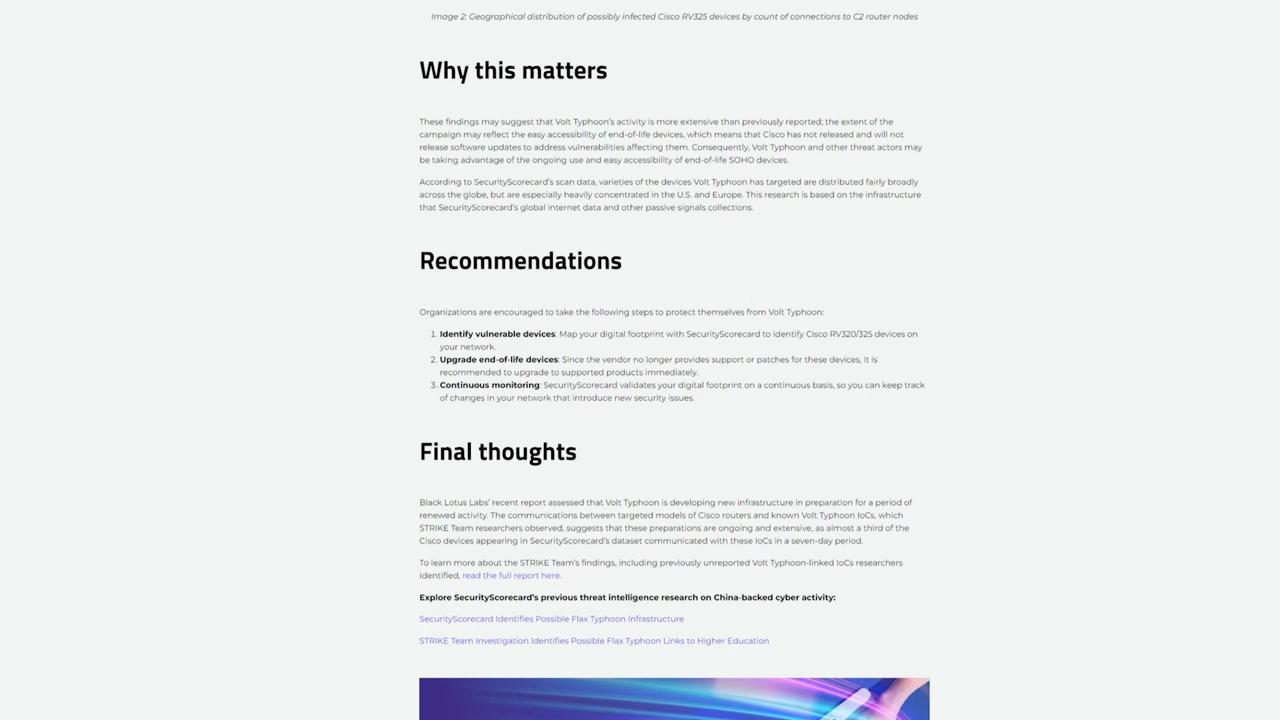 Image 2: Geographical distribution of possibly infected Cisco RV325 devices by count of connections to C2 router nodes
Why this matters
These findings may suggest that Volt Typhoon's activity is more extensive than previously reported; the extent of the
campaign may reflect the easy accessibility of end-of-life devices, which means that Cisco has not released and will not
release software updates to address vulnerabilities affecting them. Consequently, Volt Typhoon and other threat actors may
be taking advantage of the ongoing use and easy accessibility of end-of-life SOHO devices.
According to SecurityScorecard's scan data, varieties of the devices Volt Typhoon has targeted are distributed fairly broadly
across the globe, but are especially heavily concentrated in the U.S. and Europe. This research is based on the infrastructure
that SecurityScorecard's global internet data and other passive signals collections.
Recommendations
Organizations are encouraged to take the following steps to protect themselves from Volt Typhoon:
1. Identify vulnerable devices: Map your digital footprint with SecurityScorecard to identify Cisco RV320/325 devices on
your network.
2. Upgrade end-of-life devices: Since the vendor no longer provides support or patches for these devices, it is
recommended to upgrade to supported products immediately.
3. Continuous monitoring: SecurityScorecard validates your digital footprint on a continuous basis, so you can keep track
of changes in your network that introduce new security issues.
Final thoughts
Black Lotus Labs' recent report assessed that Volt Typhoon is developing new infrastructure in preparation for a period of
renewed activity. The communications between targeted models of Cisco routers and known Volt Typhoon IoCs, which
STRIKE Team researchers observed, suggests that these preparations are ongoing and extensive, as almost a third of the
Cisco devices appearing in SecurityScorecard's dataset communicated with these IoCs in a seven-day period.
To learn more about the STRIKE Team's findings, including previously unreported Volt Typhoon-linked IoCs researchers
identified, read the full report here.
Explore SecurityScorecard's previous threat intelligence research on China-backed cyber activity:
SecurityScorecard Identifies Possible Flax Typhoon Infrastructure
STRIKE Team Investigation Identifies Possible Flax Typhoon Links to Higher Education